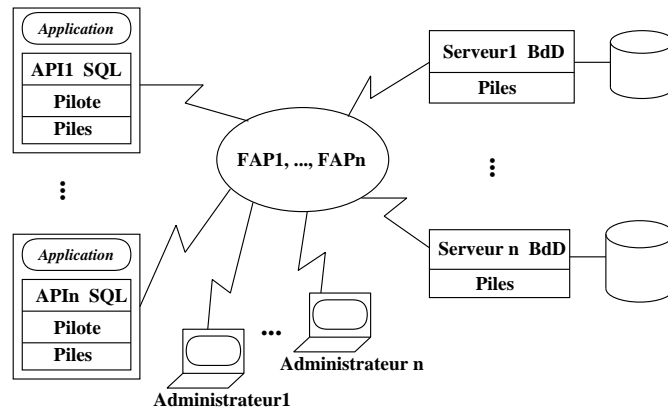 Application
API1 SQL
Pilote
Piles
Serveur1 BdD
Piles
FAP1, ..., FAPn
Application
APIn SQL
Pilote
Piles
Serveur n BdD
Piles
...
Administrateur n
Administrateur1